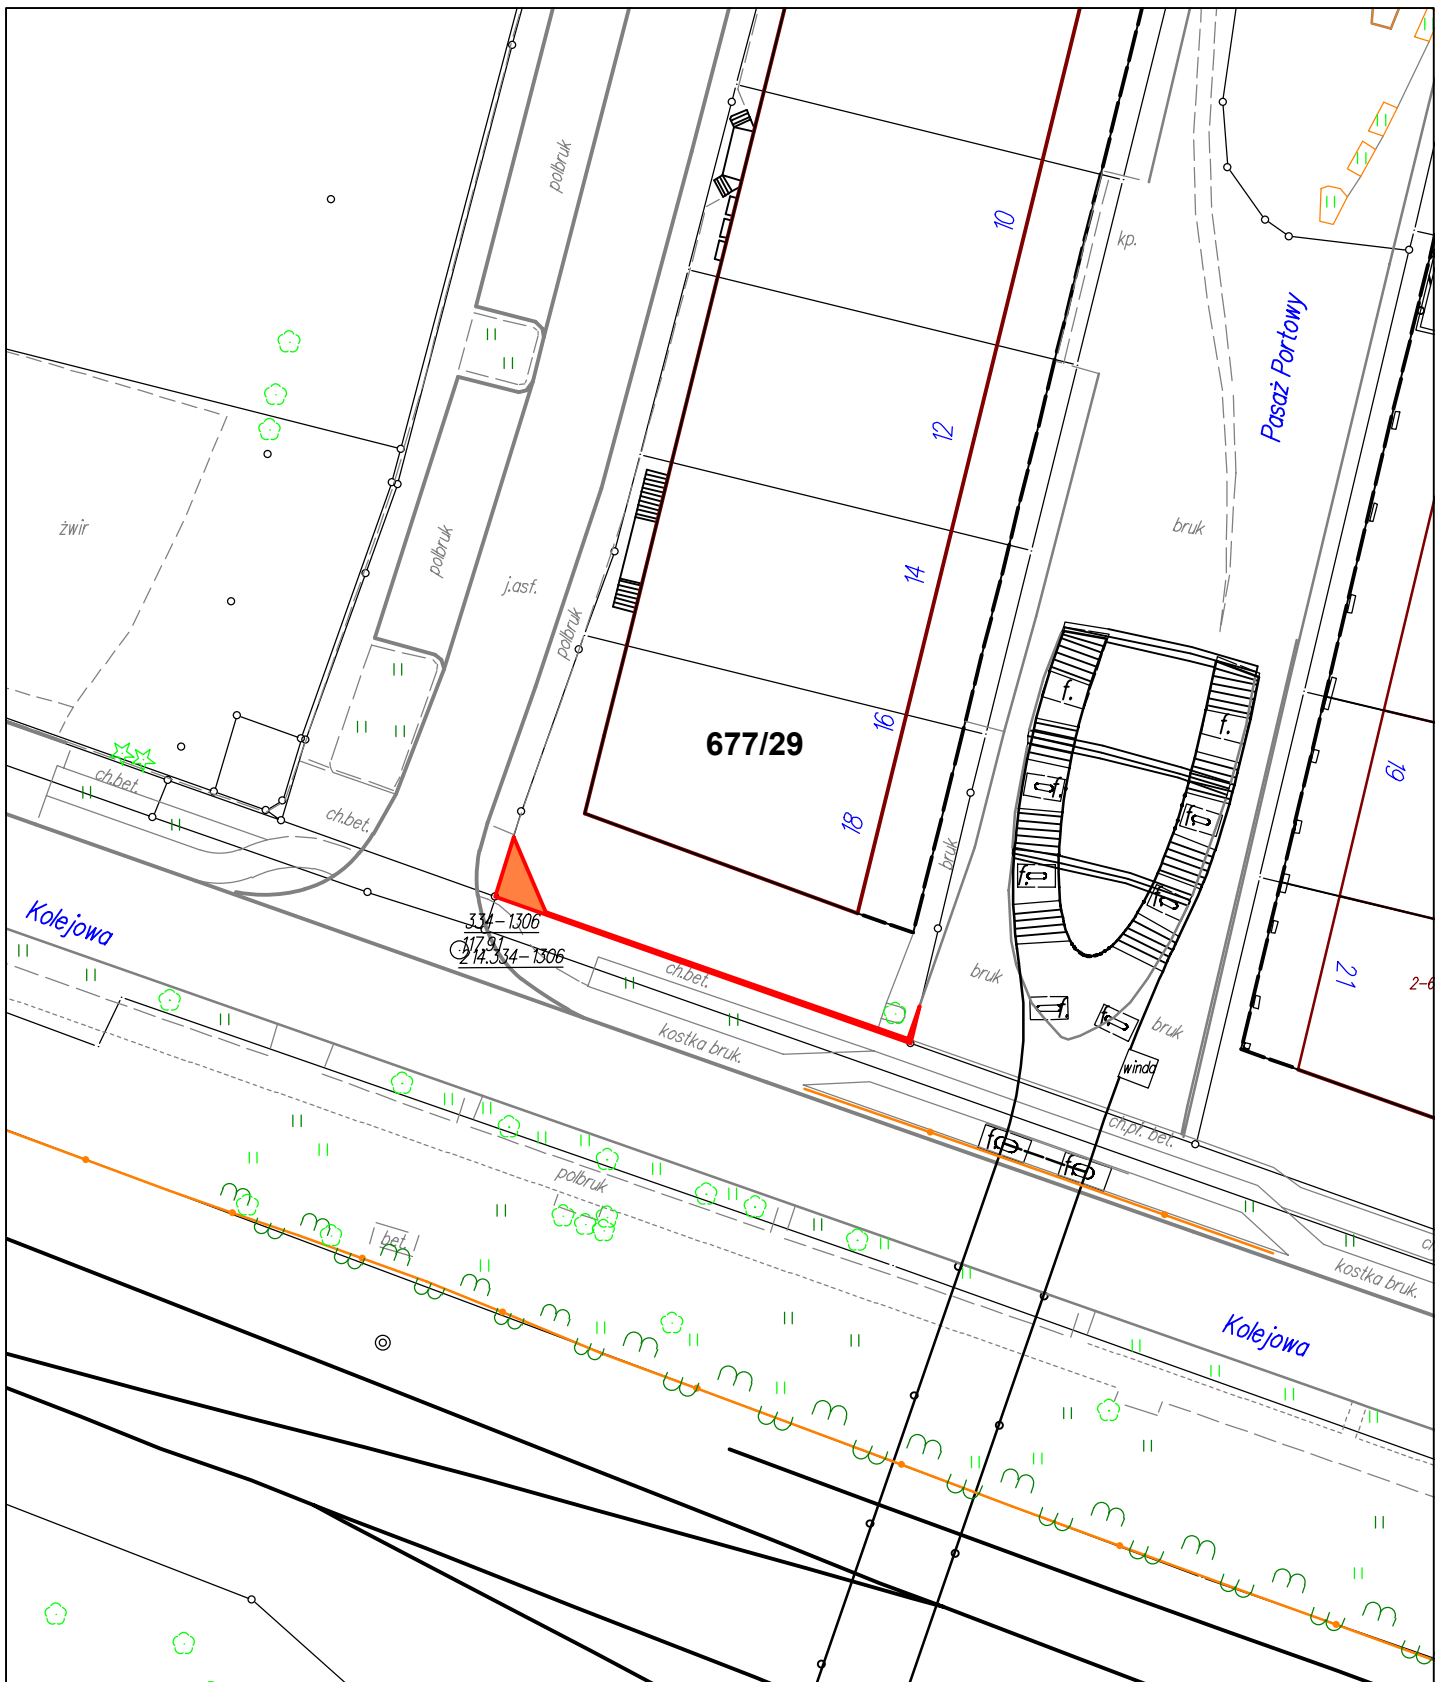 polbruk
10
kp.
Pasaż Portowy
12
żwir
polbruk
j.asf.
14
bruk
polbruk
f.
16
f.
677/29
19
ch.bet.
f.
ch.bet.
18
f.
bruk
f.
f.
Kolejowa
334-1306
117.91
214.334-1306
ch.bet.
bruk
21
2-6
f.
f.
kostka bruk.
bruk
winda
ch.pł. bet.
f.
f.
polbruk
bet.
kostka bruk.
Kolejowa